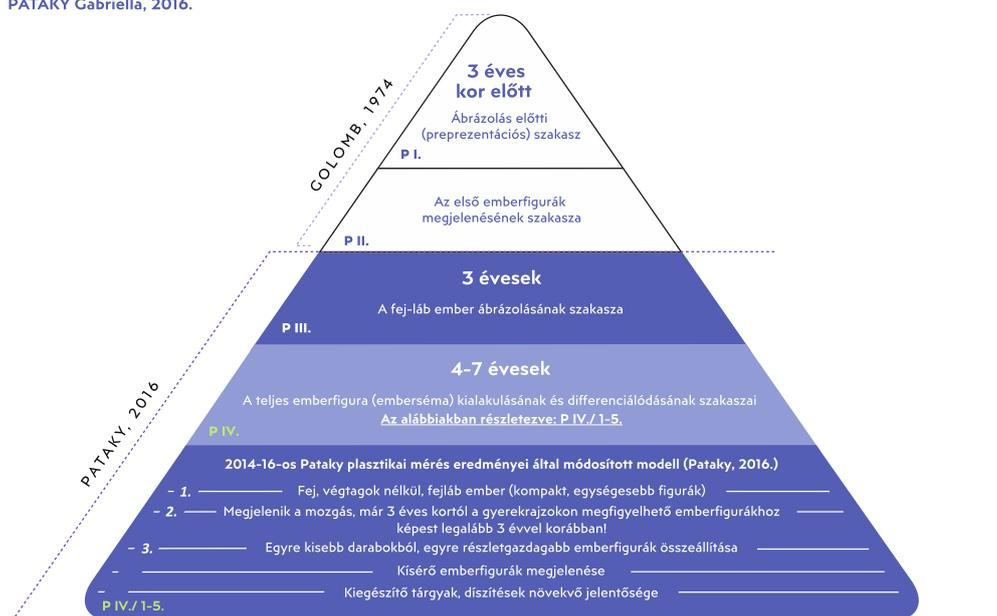 PATAKY Gabriella, 2016.
GOLOMB, 1974
3 éves
kor előtt
Ábrázolás előtti
(preprezentációs) szakasz
P I.
Az első emberfigurák
megjelenésének szakasza
P II.
3 évesek
A fej-láb ember ábrázolásának szakasza
P III.
PATAKY, 2016
4-7 évesek
A teljes emberfigura (emberséma) kialakulásának és differenciálódásának szakaszai
Az alábbiakban részletezve: P IV./ 1-5.
P IV.
2014-16-os Pataky plasztikai mérés eredményei által módosított modell (Pataky, 2016.)
- 1. Fej, végtagok nélkül, fejláb ember (kompakt, egységesebb figurák)
- 2. Megjelenik a mozgás, már 3 éves kortól a gyerekrajzokon megfigyelhető emberfigurákhoz
képest legalább 3 évvel korábban!
- 3. Egyre kisebb darabokból, egyre részletgazdagabb emberfigurák összeállítása
- Kísérő emberfigurák megjelenése
- Kiegészítő tárgyak, díszítések növekvő jelentősége
P IV./ 1-5.